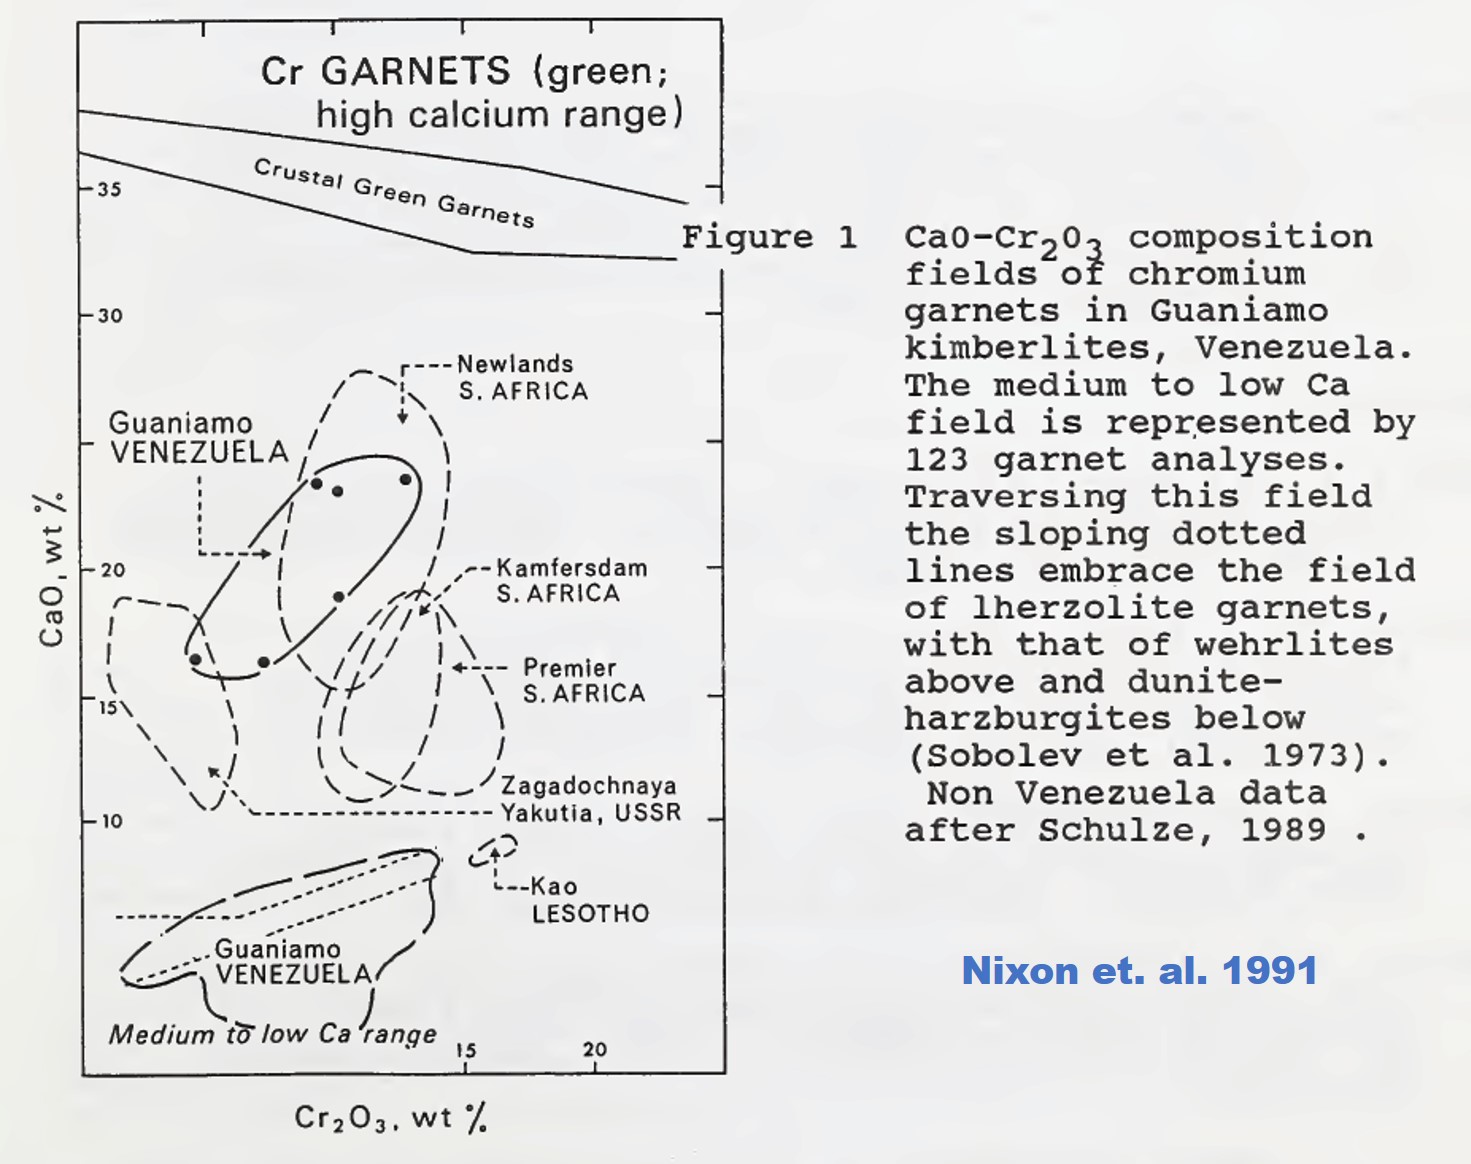 Cr GARNETS (green;
high calcium range)
Crustal Green Garnets
35
30
20
15
10
CaO, wt %
Newlands
S. AFRICA
Guaniamo
VENEZUELA
Kamfersdam
S. AFRICA
Premier
S. AFRICA
Zagadochnaya
Yakutia, USSR
Kao
LESOTHO
Guaniamo
VENEZUELA
Medium to low Ca range
15
20
Cr₂O₃, wt %
Figure 1 CaO-Cr₂O₃ composition
fields of chromium
garnets in Guaniamo
kimberlites, Venezuela.
The medium to low Ca
field is represented by
123 garnet analyses.
Traversing this field
the sloping dotted
lines embrace the field
of lherzolite garnets,
with that of wehrlites
above and dunite-
harzburgites below
(Sobolev et al. 1973).
Non Venezuela data
after Schulze, 1989 .
Nixon et. al. 1991